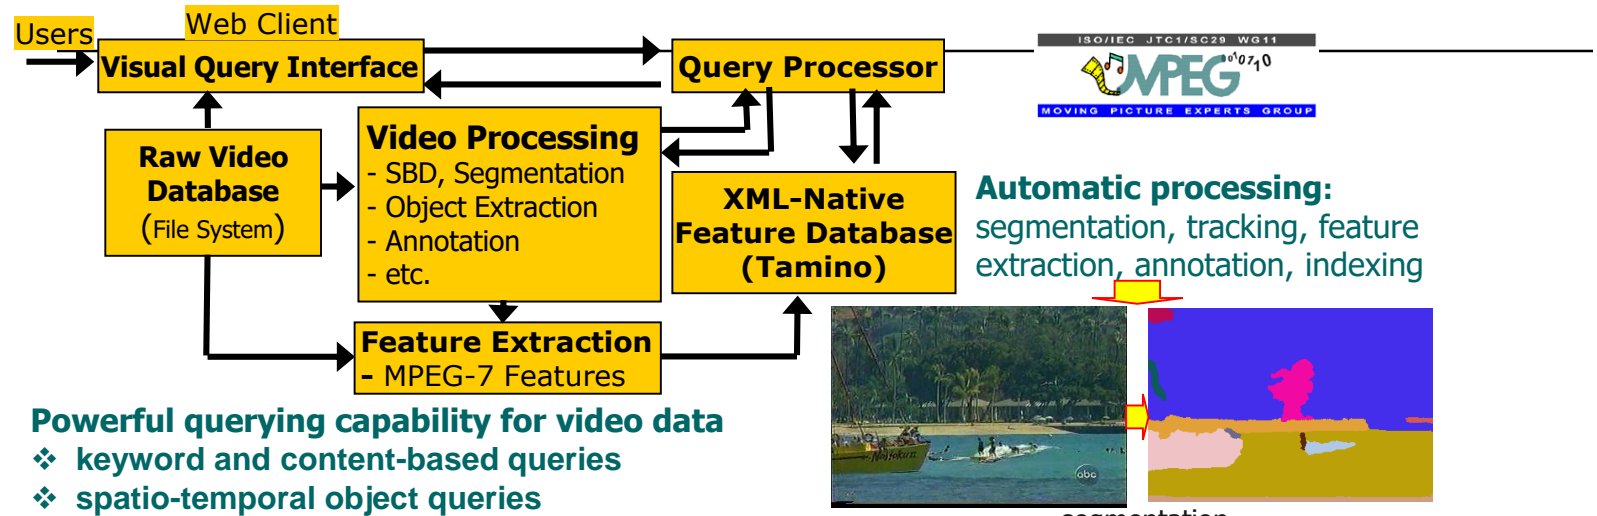 Users
Web Client
Visual Query Interface
Query Processor
ISO/IEC JTC1/SC29 WG11
MPEG
MOVING PICTURE EXPERTS GROUP
Raw Video
Database
(File System)
Video Processing
- SBD, Segmentation
- Object Extraction
- Annotation
- etc.
XML-Native
Feature Database
(Tamino)
Automatic processing:
segmentation, tracking, feature
extraction, annotation, indexing
Feature Extraction
- MPEG-7 Features
abc
Powerful querying capability for video data
❖ keyword and content-based queries
❖ spatio-temporal object queries
segmentation